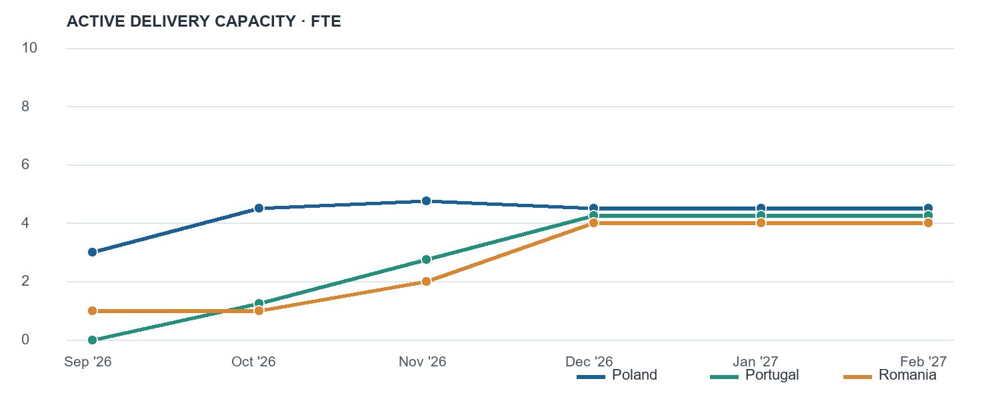 ACTIVE DELIVERY CAPACITY · FTE
10
8
6
4
2
0
Sep '26 Oct '26 Nov '26 Dec '26 Jan '27 Feb '27
Poland Portugal Romania